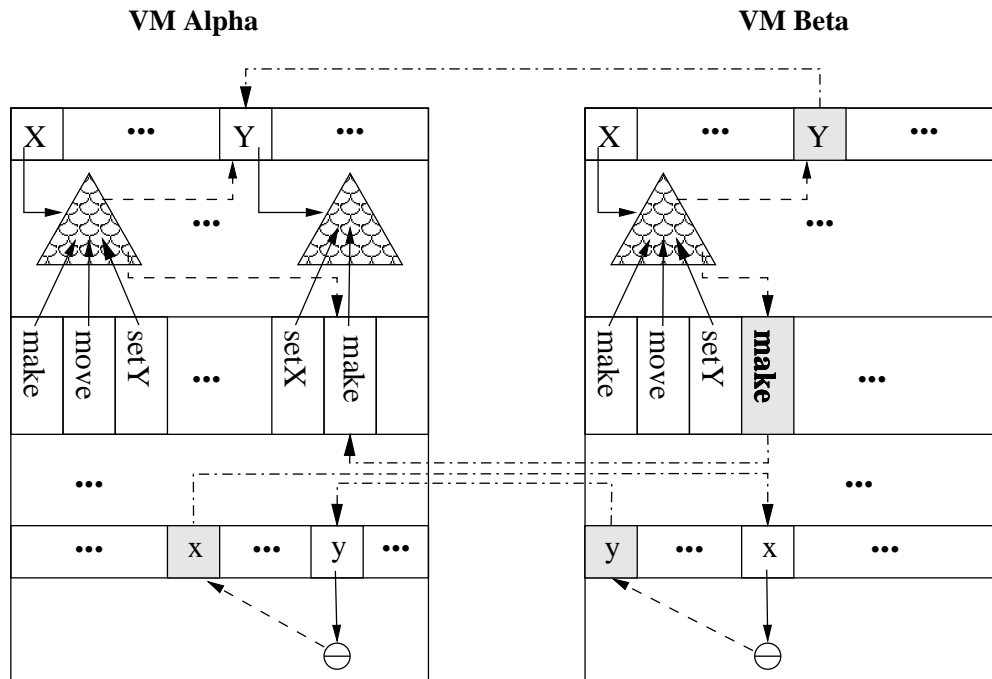 VM Alpha VM Beta
X ••• Y •••
X ••• Y •••
•••
•••
make move setY ••• setX make
make move setY make •••
•••
•••
••• x ••• y •••
y ••• x •••